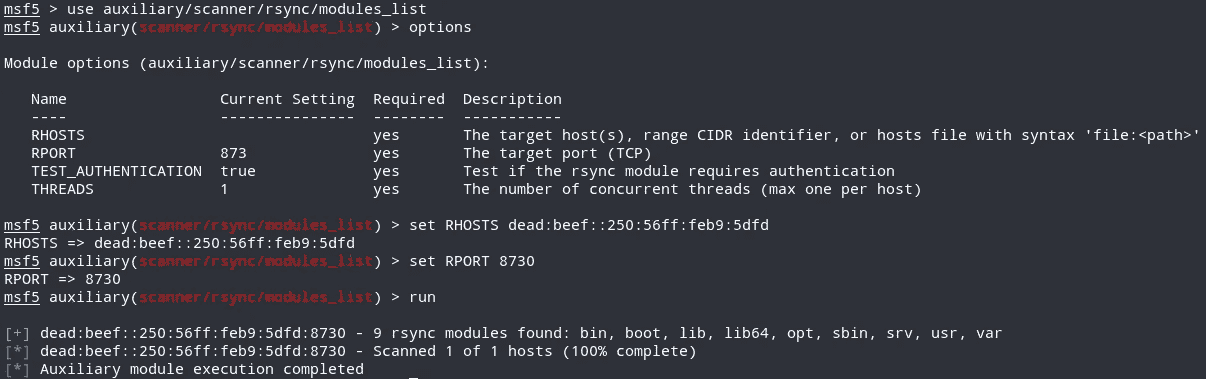 msf5 > use auxiliary/scanner/rsync/modules_list
msf5 auxiliary(scanner/rsync/modules_list) > options
Module options (auxiliary/scanner/rsync/modules_list):
Name Current Setting Required Description
---- --------------- -------- -----------
RHOSTS yes The target host(s), range CIDR identifier, or hosts file with syntax 'file:<path>'
RPORT 873 yes The target port (TCP)
TEST_AUTHENTICATION true yes Test if the rsync module requires authentication
THREADS 1 yes The number of concurrent threads (max one per host)
msf5 auxiliary(scanner/rsync/modules_list) > set RHOSTS dead:beef::250:56ff:feb9:5dfd
RHOSTS => dead:beef::250:56ff:feb9:5dfd
msf5 auxiliary(scanner/rsync/modules_list) > set RPORT 8730
RPORT => 8730
msf5 auxiliary(scanner/rsync/modules_list) > run
[+] dead:beef::250:56ff:feb9:5dfd:8730 - 9 rsync modules found: bin, boot, lib, lib64, opt, sbin, srv, usr, var
[*] dead:beef::250:56ff:feb9:5dfd:8730 - Scanned 1 of 1 hosts (100% complete)
[*] Auxiliary module execution completed